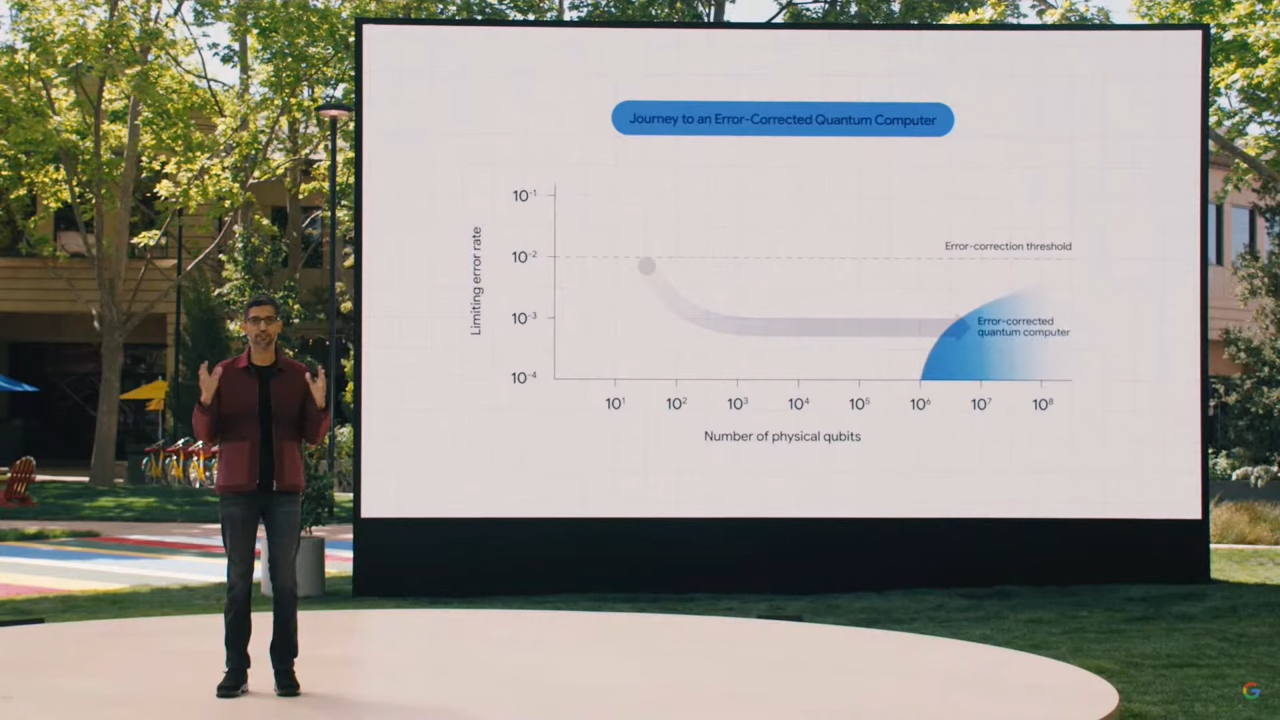 Journey to an Error-Corrected Quantum Computer
10⁻¹
Error-correction threshold
10⁻²
Limiting error rate
10⁻³
Error-corrected
quantum computer
10⁻⁴
10¹ 10² 10³ 10⁴ 10⁵ 10⁶ 10⁷ 10⁸
Number of physical qubits
G